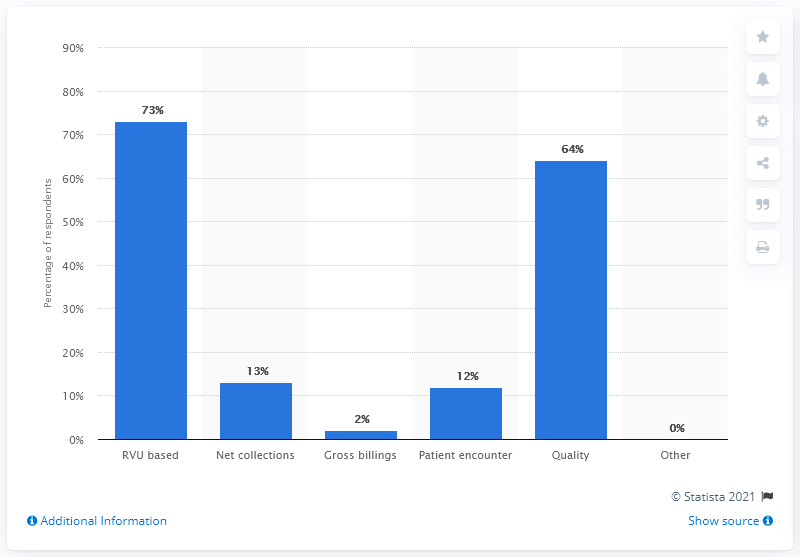 90%
80%
70%
60%
50%
40%
30%
20%
10%
0%
Percentage of respondents
73%
13%
2%
12%
64%
0%
RVU based
Net collections
Gross billings
Patient encounter
Quality
Other
© Statista 2021
Additional Information
Show source